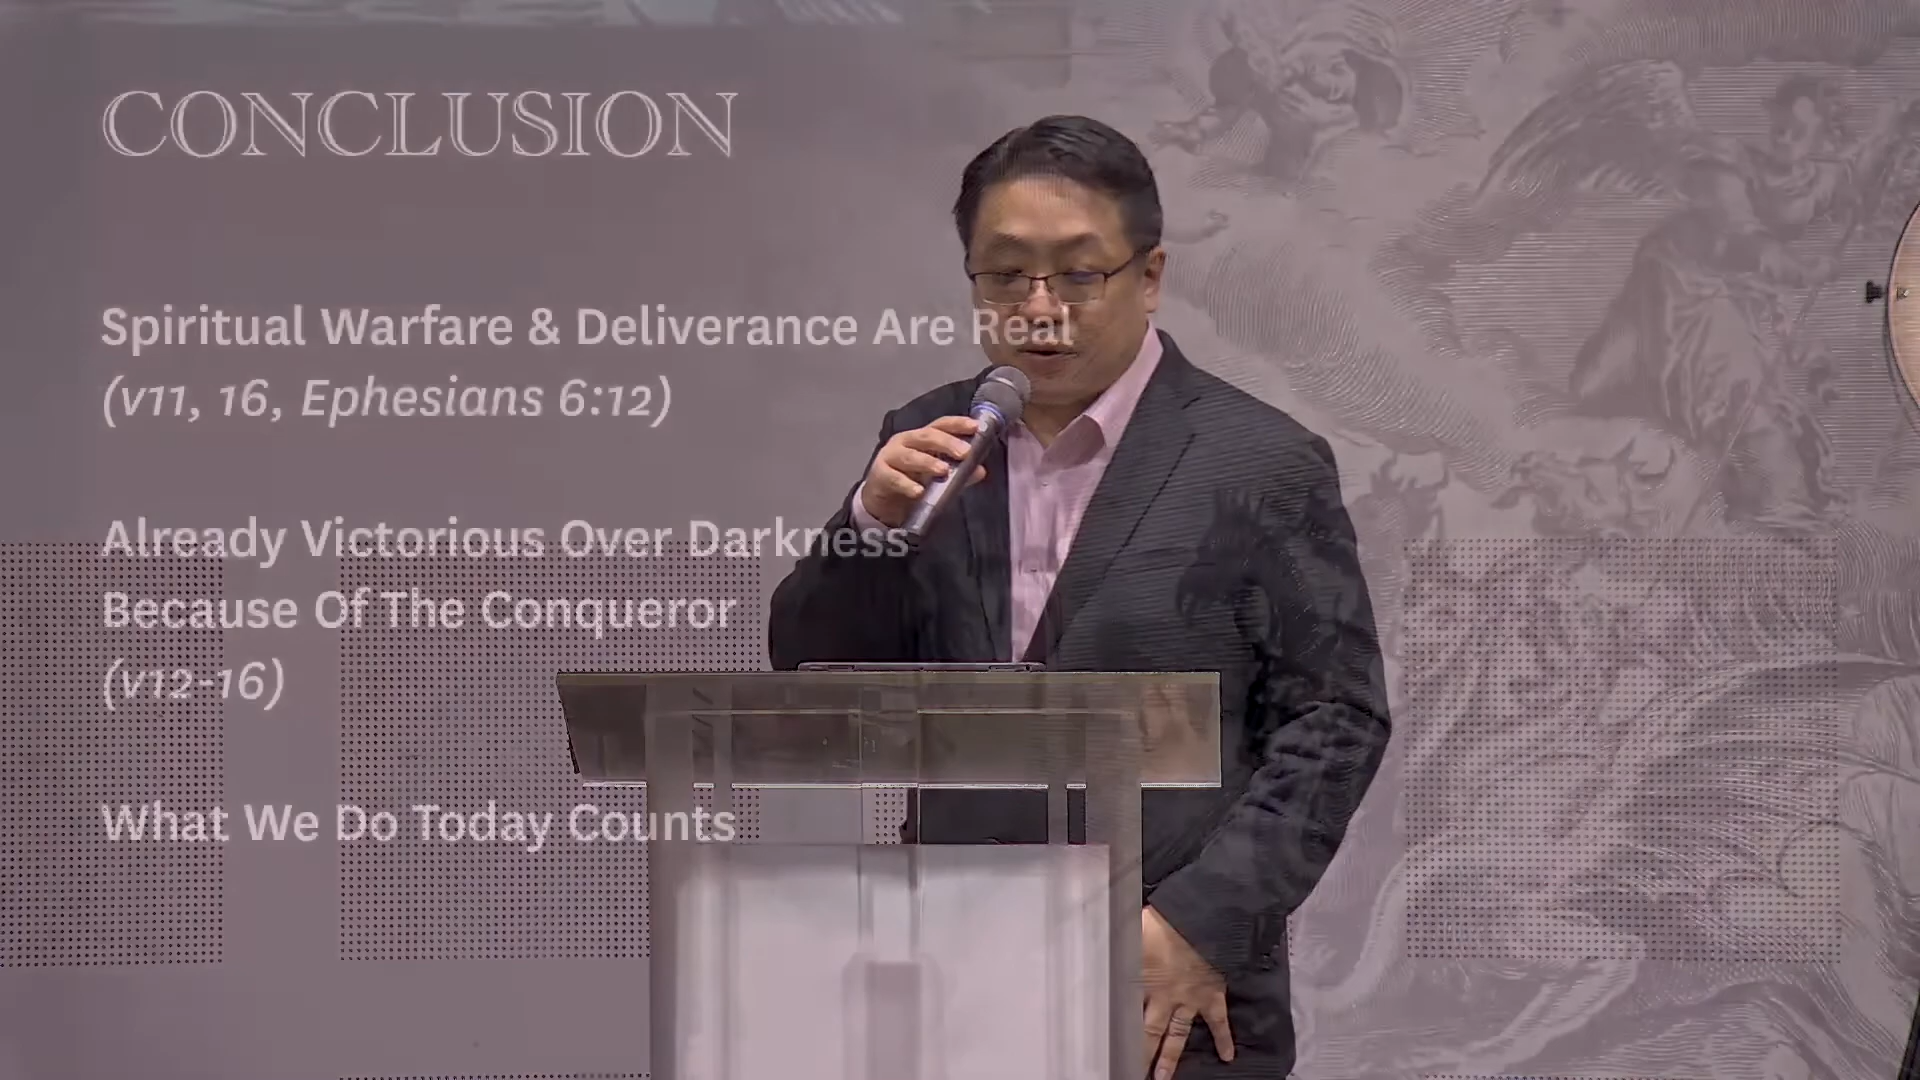 CONCLUSION
Spiritual Warfare & Deliverance Are Real
(v11, 16, Ephesians 6:12)
Already Victorious Over Darkness
Because Of The Conqueror
(v12-16)
What We Do Today Counts